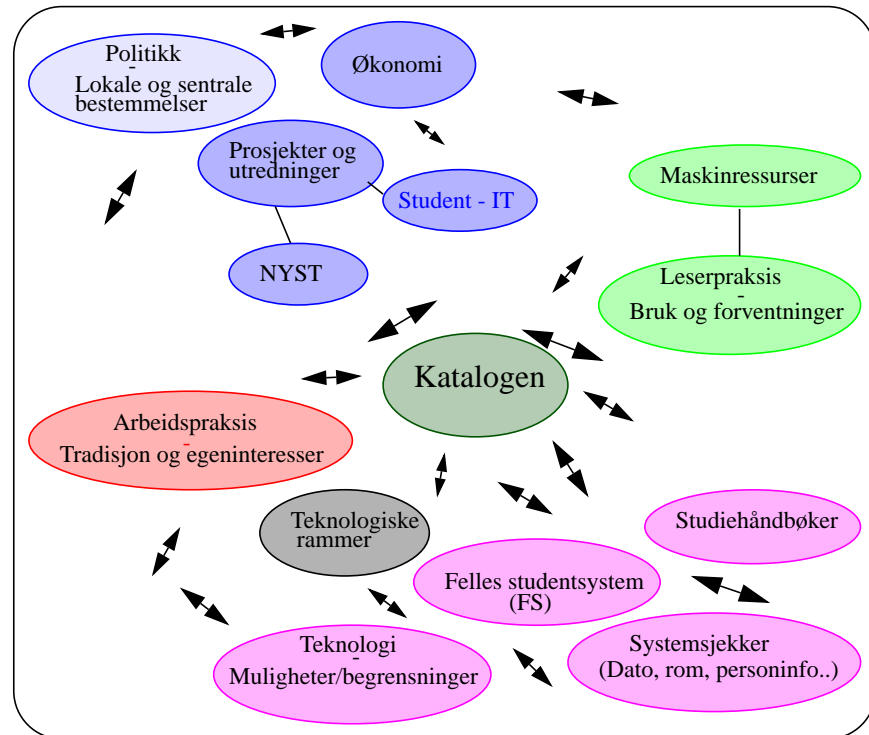 Politikk
-
Lokale og sentrale
bestemmelser
Økonomi
Prosjekter og
utredninger
Student - IT
NYST
Maskinressurser
Leserpraksis
-
Bruk og forventninger
Katalogen
Arbeidspraksis
-
Tradisjon og egeninteresser
Teknologiske
rammer
Studiehåndbøker
Felles studentsystem
(FS)
Teknologi
-
Muligheter/begrensninger
Systemsjekker
(Dato, rom, personinfo..)